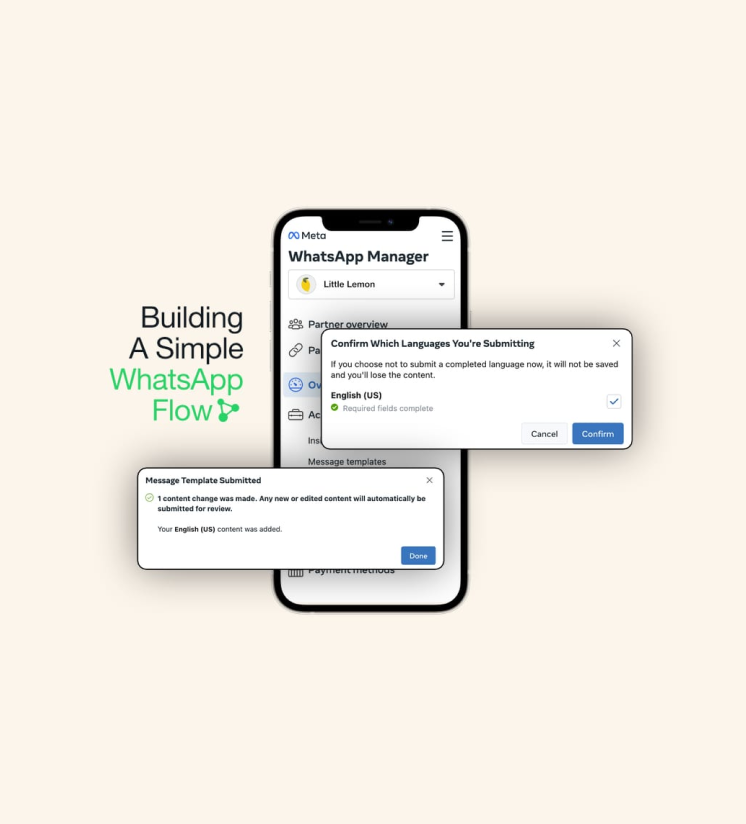 Meta
WhatsApp Manager
Little Lemon
Partner overview
Pa
Ov
Ac
Ins
Message templates
Payment methods
Building
A Simple
WhatsApp
Flow
Confirm Which Languages You're Submitting
If you choose not to submit a completed language now, it will not be saved
and you'll lose the content.
English (US)
Required fields complete
Cancel
Confirm
Message Template Submitted
1 content change was made. Any new or edited content will automatically be
submitted for review.
Your English (US) content was added.
Done